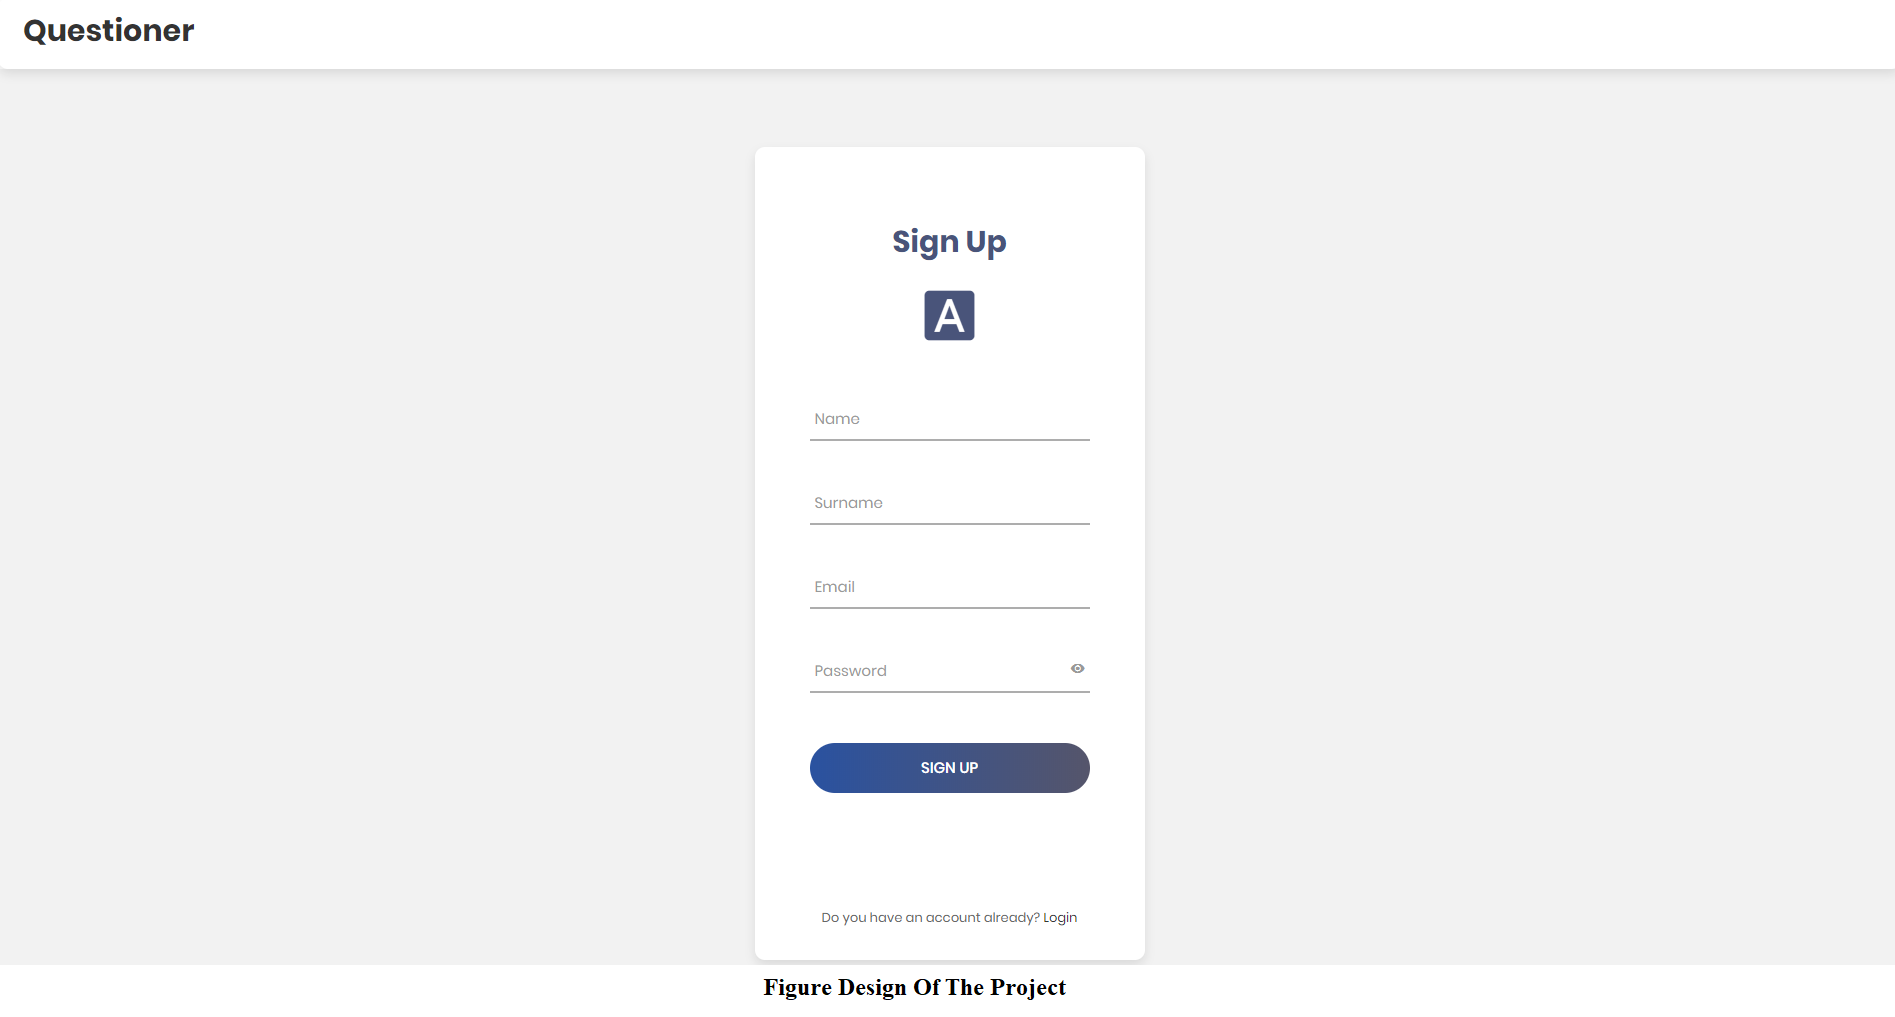 Questioner
Sign Up
A
Name
Surname
Email
Password
SIGN UP
Do you have an account already? Login
Figure Design Of The Project